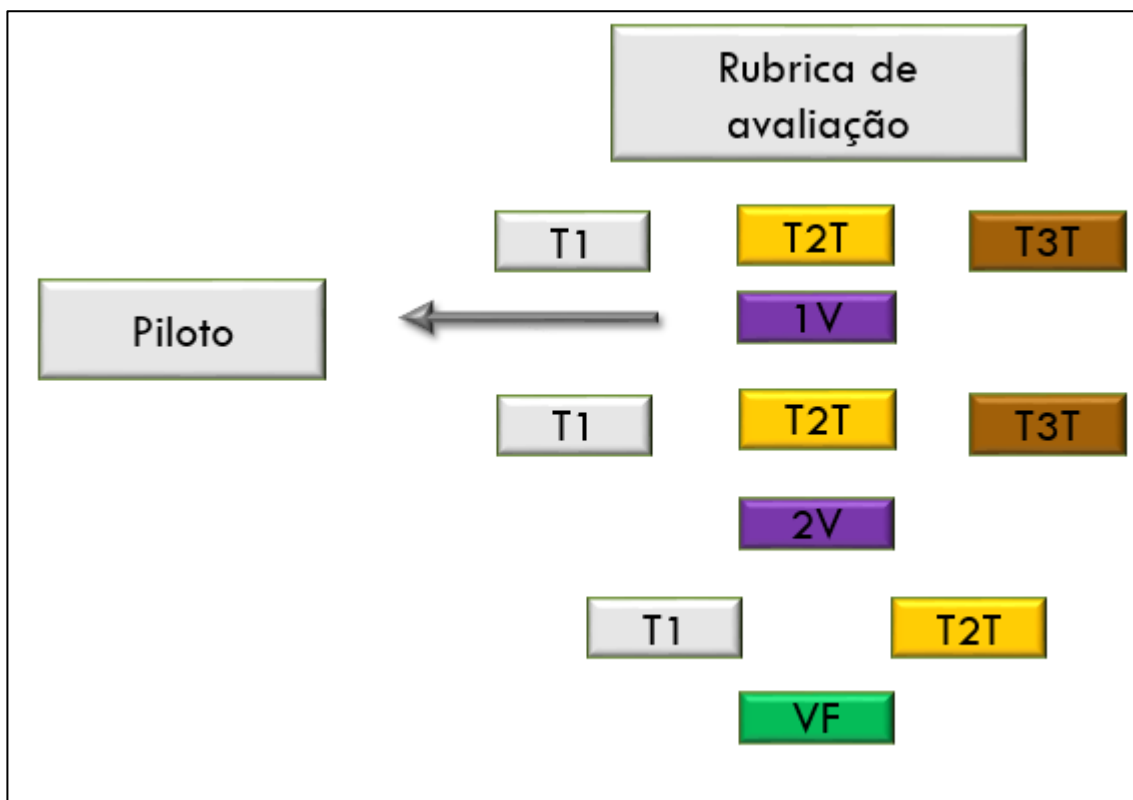 Rubrica de
avaliação
T1
T2T
T3T
Piloto
1V
T1
T2T
T3T
2V
T1
T2T
VF